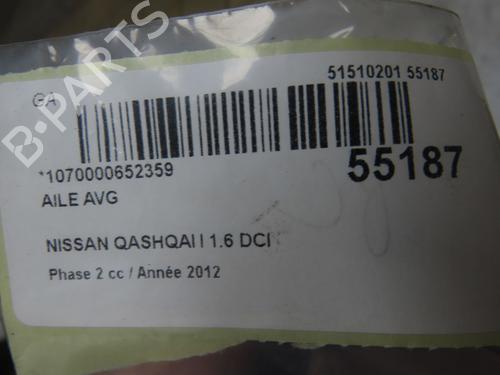 B-PARTS
GA
51510201 55187
*1070000652359
55187
AILE AVG
NISSAN QASHQAI I 1.6 DCI
Phase 2 cc / Année 2012